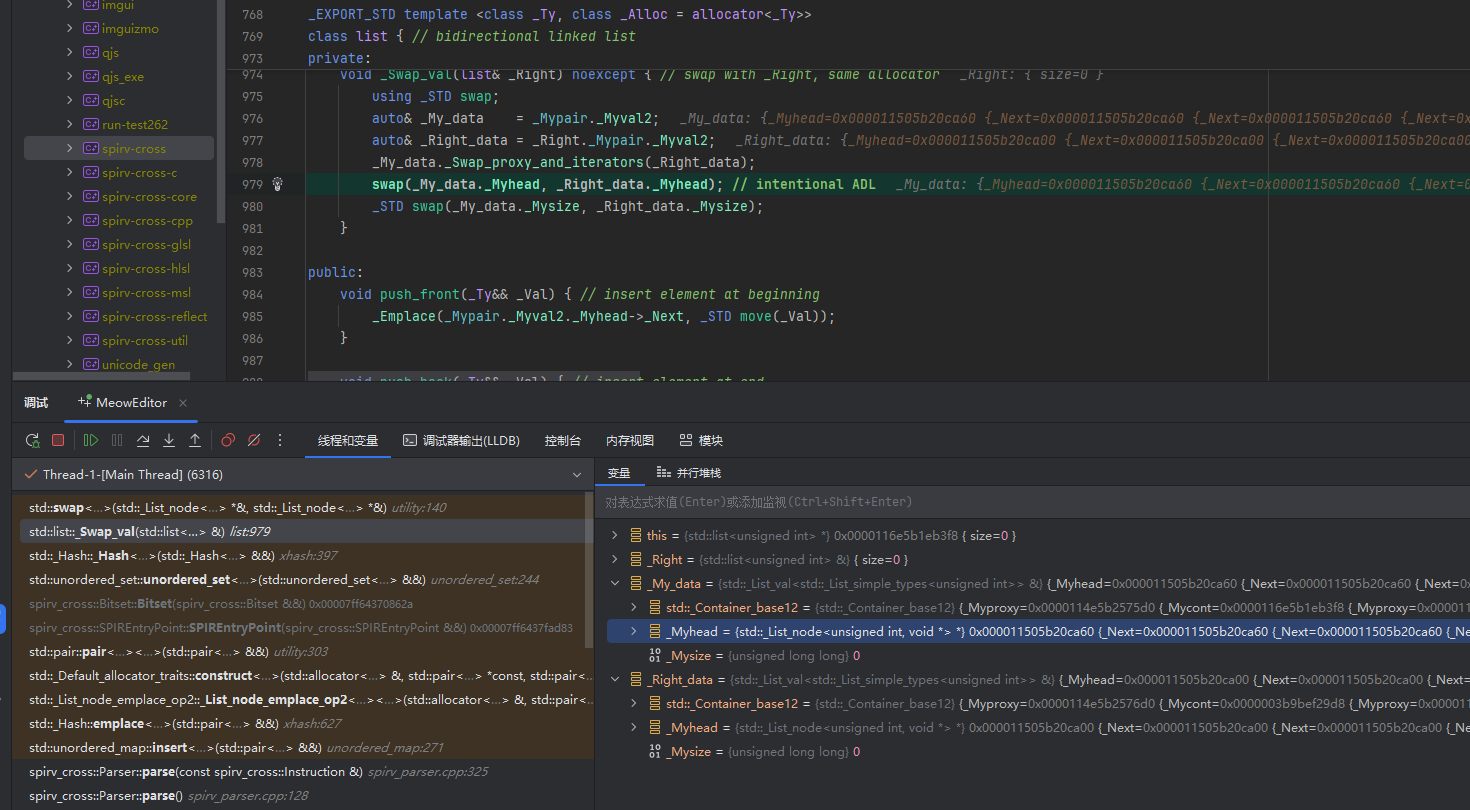 imgui
imguizmo
qjs
qjs_exe
qjsc
run-test262
spirv-cross
spirv-cross-c
spirv-cross-core
spirv-cross-cpp
spirv-cross-glsl
spirv-cross-hlsl
spirv-cross-msl
spirv-cross-reflect
spirv-cross-util
unicode_gen
768 _EXPORT_STD template <class _Ty, class _Alloc = allocator<_Ty>>
769 class list { // bidirectional linked list
973 private:
974 void _Swap_val(list& _Right) noexcept { // swap with _Right, same allocator _Right: { size=0 }
975 using _STD swap;
976 auto& _My_data = _Mypair._Myval2; _My_data: {_Myhead=0x000011505b20ca60 {_Next=0x000011505b20ca60 {_Next=0x000011505b20ca60 {_Next=0x
977 auto& _Right_data = _Right._Mypair._Myval2; _Right_data: {_Myhead=0x000011505b20ca00 {_Next=0x000011505b20ca00 {_Next=0x000011505b20
978 _My_data._Swap_proxy_and_iterators(_Right_data);
979 swap(_My_data._Myhead, _Right_data._Myhead); // intentional ADL _My_data: {_Myhead=0x000011505b20ca60 {_Next=0x000011505b20ca60 {_Next=0
980 _STD swap(_My_data._Mysize, _Right_data._Mysize);
981 }
982
983 public:
984 void push_front(_Ty&& _Val) { // insert element at beginning
985 _Emplace(_Mypair._Myval2._Myhead->_Next, _STD move(_Val));
986 }
987
调试 MeowEditor
线程和变量 调试器输出(LLDB) 控制台 内存视图 模块
Thread-1-[Main Thread] (6316)
std::swap<...>(std::_List_node<...> *&, std::_List_node<...> *&) utility:140
std::list::_Swap_val(std::list<...> &) list:979
std::_Hash::_Hash<...>(std::_Hash<...> &&) xhash:397
std::unordered_set::unordered_set<...>(std::unordered_set<...> &&) unordered_set:244
spirv_cross::Bitset::Bitset(spirv_cross::Bitset &&) 0x00007ff64370862a
spirv_cross::SPIREntryPoint::SPIREntryPoint(spirv_cross::SPIREntryPoint &&) 0x00007ff6437fad83
std::pair::pair<...><...>(std::pair<...> &&) utility:303
std::_Default_allocator_traits::construct<...>(std::allocator<...> &, std::pair<...> *const, std::pair<...
std::_List_node_emplace_op2::_List_node_emplace_op2<...><...>(std::allocator<...> &, std::pair<...
std::_Hash::emplace<...>(std::pair<...> &&) xhash:627
std::unordered_map::insert<...>(std::pair<...> &&) unordered_map:271
spirv_cross::Parser::parse(const spirv_cross::Instruction &) spirv_parser.cpp:325
spirv_cross::Parser::parse() spirv_parser.cpp:128
变量 并行堆栈
对表达式求值(Enter)或添加监视(Ctrl+Shift+Enter)
this = {std::list<unsigned int> *} 0x0000116e5b1eb3f8 { size=0 }
_Right = {std::list<unsigned int> &} { size=0 }
_My_data = {std::_List_val<std::_List_simple_types<unsigned int>> &} {_Myhead=0x000011505b20ca60 {_Next=0x000011505b20ca60 {_Next=0x
std::_Container_base12 = {std::_Container_base12} {_Myproxy=0x0000114e5b2575d0 {_Mycont=0x0000116e5b1eb3f8 {_Myproxy=0x00001
_Myhead = {std::_List_node<unsigned int, void *> *} 0x000011505b20ca60 {_Next=0x000011505b20ca60 {_Next=0x000011505b20ca60 {_Ne
_Mysize = {unsigned long long} 0
_Right_data = {std::_List_val<std::_List_simple_types<unsigned int>> &} {_Myhead=0x000011505b20ca00 {_Next=0x000011505b20ca00 {_Next=
std::_Container_base12 = {std::_Container_base12} {_Myproxy=0x0000114e5b2576d0 {_Mycont=0x0000003b9bef29d8 {_Myproxy=0x00001
_Myhead = {std::_List_node<unsigned int, void *> *} 0x000011505b20ca00 {_Next=0x000011505b20ca00 {_Next=0x000011505b20ca00 {_Ne
_Mysize = {unsigned long long} 0